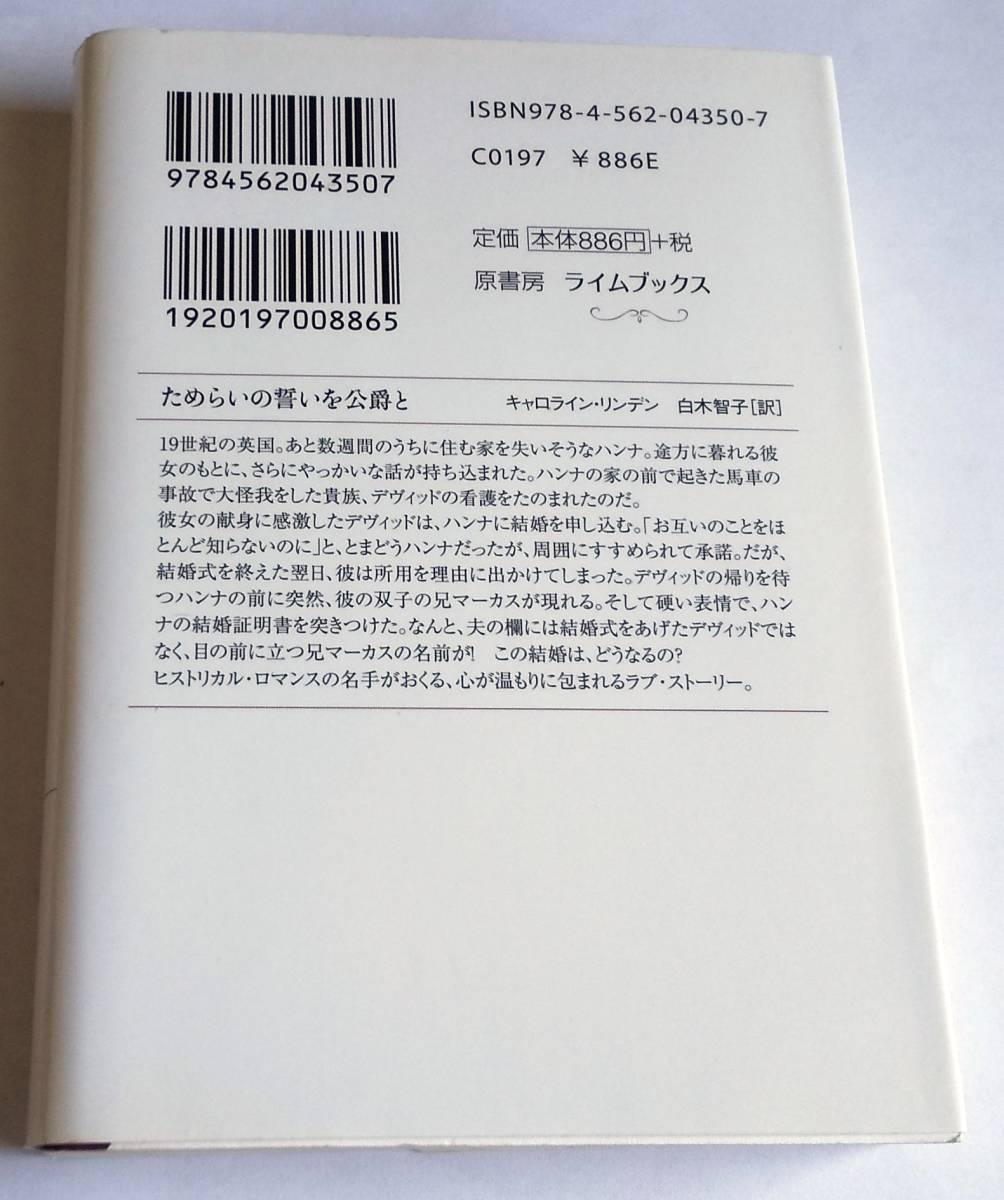 ISBN978-4-562-04350-7
9784562043507
C0197 ¥886E
定価 本体886円+税
原書房 ライムブックス
1920197008865
ためらいの誓いを公爵と キャロライン・リンデン 白木智子[訳]
19世紀の英国。あと数週間のうちに住む家を失いそうなハンナ。途方に暮れる彼
女のもとに、さらにやっかいな話が持ち込まれた。ハンナの家の前で起きた馬車の
事故で大怪我をした貴族、デヴィッドの看護をたのまれたのだ。
彼女の献身に感激したデヴィッドは、ハンナに結婚を申し込む。「お互いのことをほ
とんど知らないのに」と、とまどうハンナだったが、周囲にすすめられて承諾。だが、
結婚式を終えた翌日、彼は所用を理由に出かけてしまった。デヴィッドの帰りを待
つハンナの前に突然、彼の双子の兄マーカスが現れる。そして硬い表情で、ハン
ナの結婚証明書を突きつけた。なんと、夫の欄には結婚式をあげたデヴィッドでは
なく、目の前に立つ兄マーカスの名前が! この結婚は、どうなるの?
ヒストリカル・ロマンスの名手がおくる、心が温もりに包まれるラブ・ストーリー。